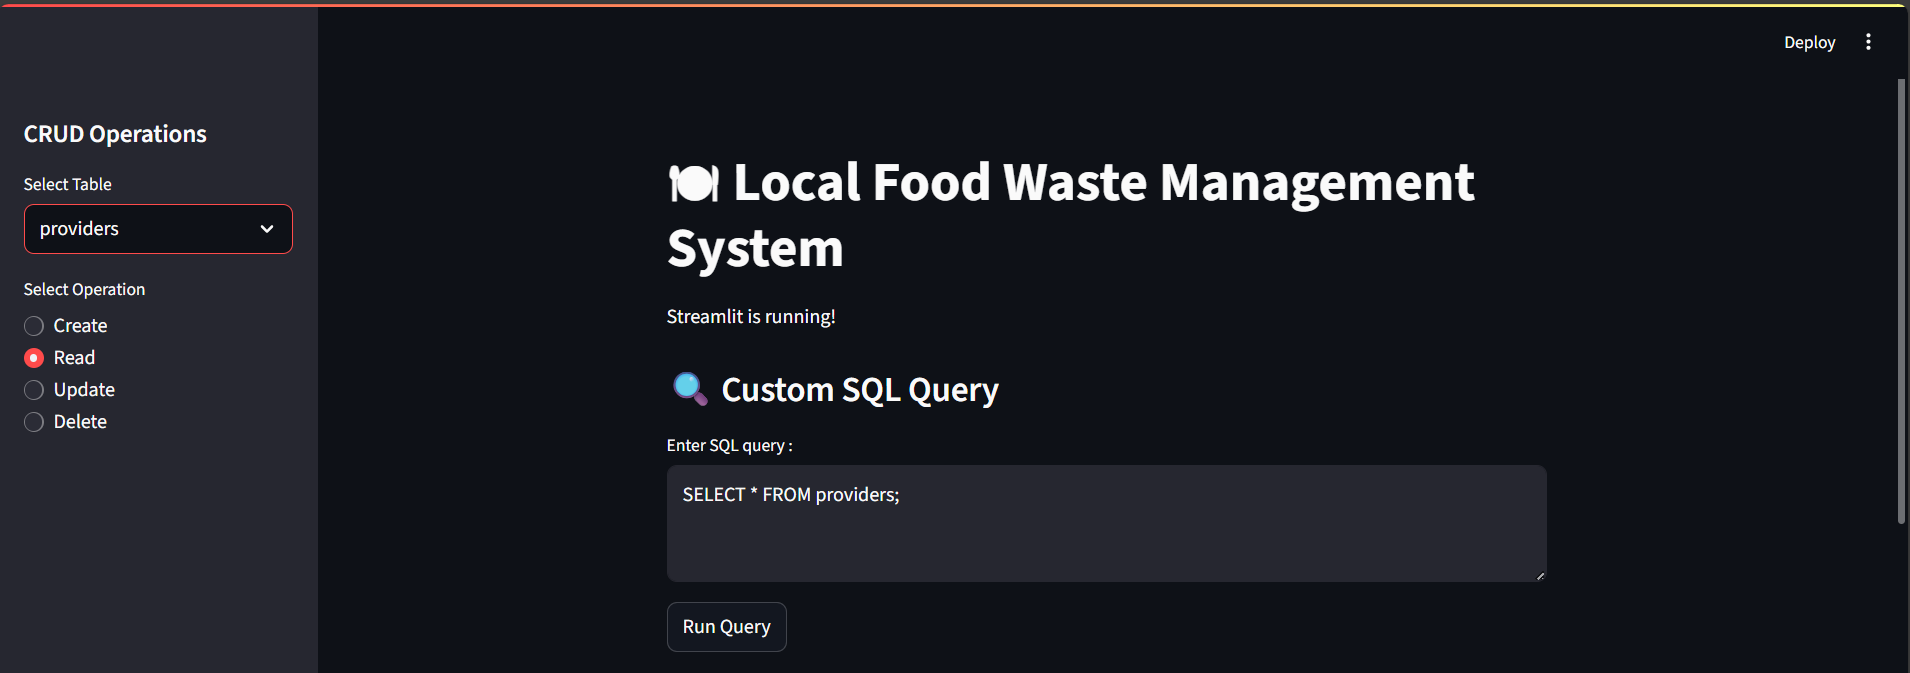 Deploy
CRUD Operations
Select Table
providers
Select Operation
Create
Read
Update
Delete
🍽 Local Food Waste Management
System
Streamlit is running!
🔍 Custom SQL Query
Enter SQL query :
SELECT * FROM providers;
Run Query